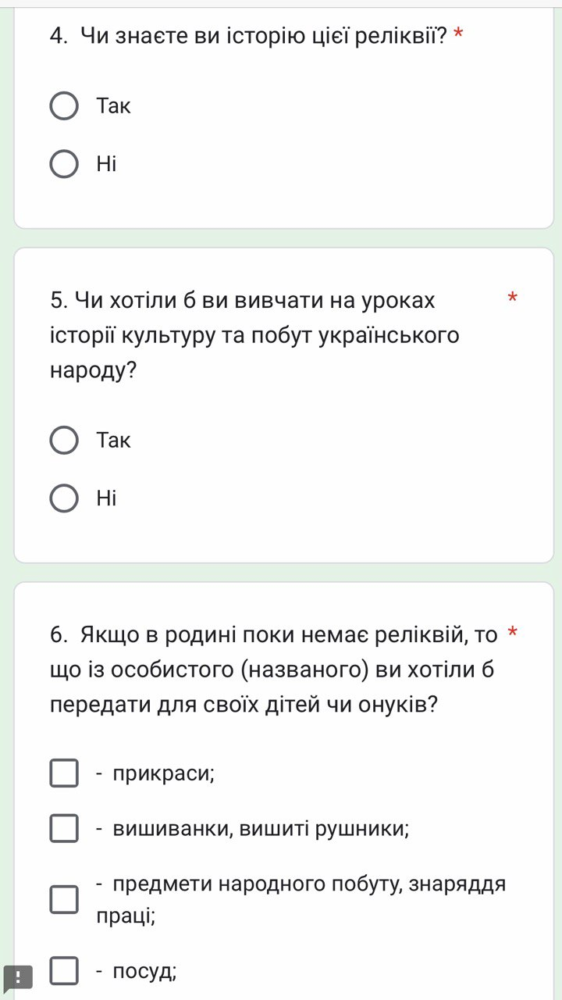 4. Чи знаєте ви історію цієї реліквії? *
Так
Ні
5. Чи хотіли б ви вивчати на уроках *
історії культуру та побут українського
народу?
Так
Ні
6. Якщо в родині поки немає реліквій, то *
що із особистого (названого) ви хотіли б
передати для своїх дітей чи онуків?
- прикраси;
- вишиванки, вишиті рушники;
- предмети народного побуту, знаряддя
праці;
- посуд;